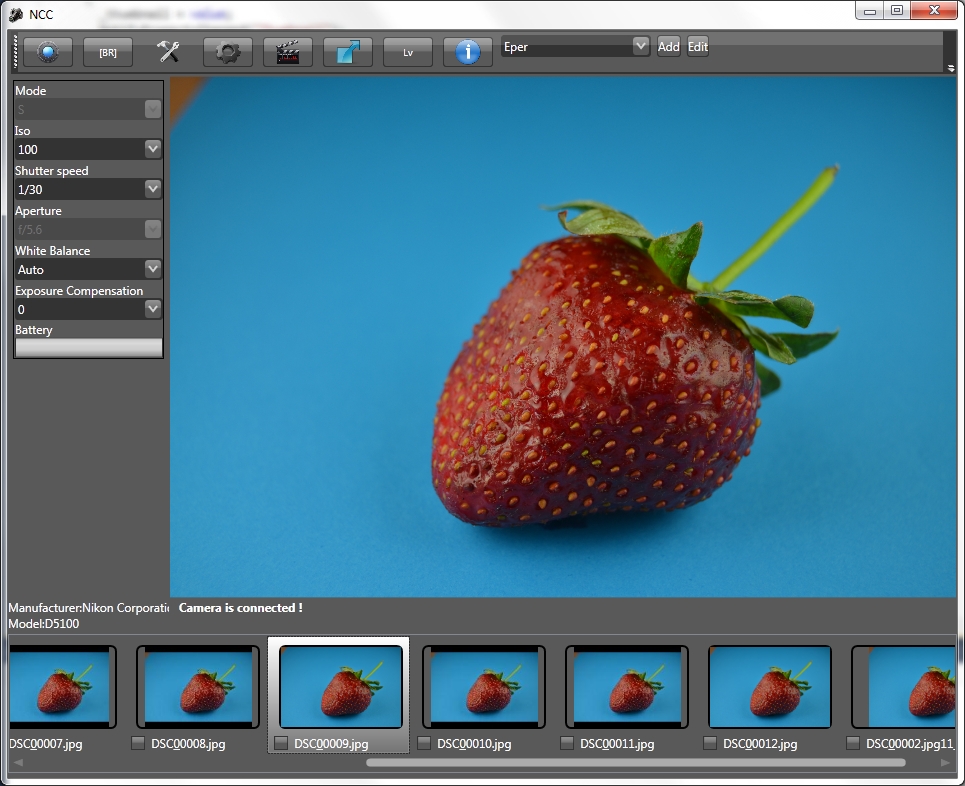 NCC
[BR]
Lv
Eper
Add
Edit
Mode
S
Iso
100
Shutter speed
1/30
Aperture
f/5.6
White Balance
Auto
Exposure Compensation
0
Battery
Manufacturer:Nikon Corporatio
Camera is connected !
Model:D5100
DSC00007.jpg
DSC00008.jpg
DSC00009.jpg
DSC00010.jpg
DSC00011.jpg
DSC00012.jpg
DSC00002.jpg11